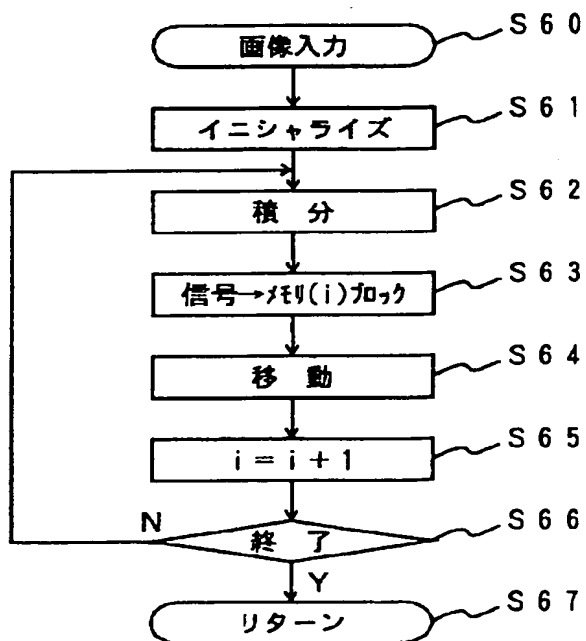 画像入力 S60
イニシャライズ S61
積 分 S62
信号→メモリ(i)ブロック S63
移 動 S64
i=i+1 S65
N 終 了 S66
Y
リターン S67